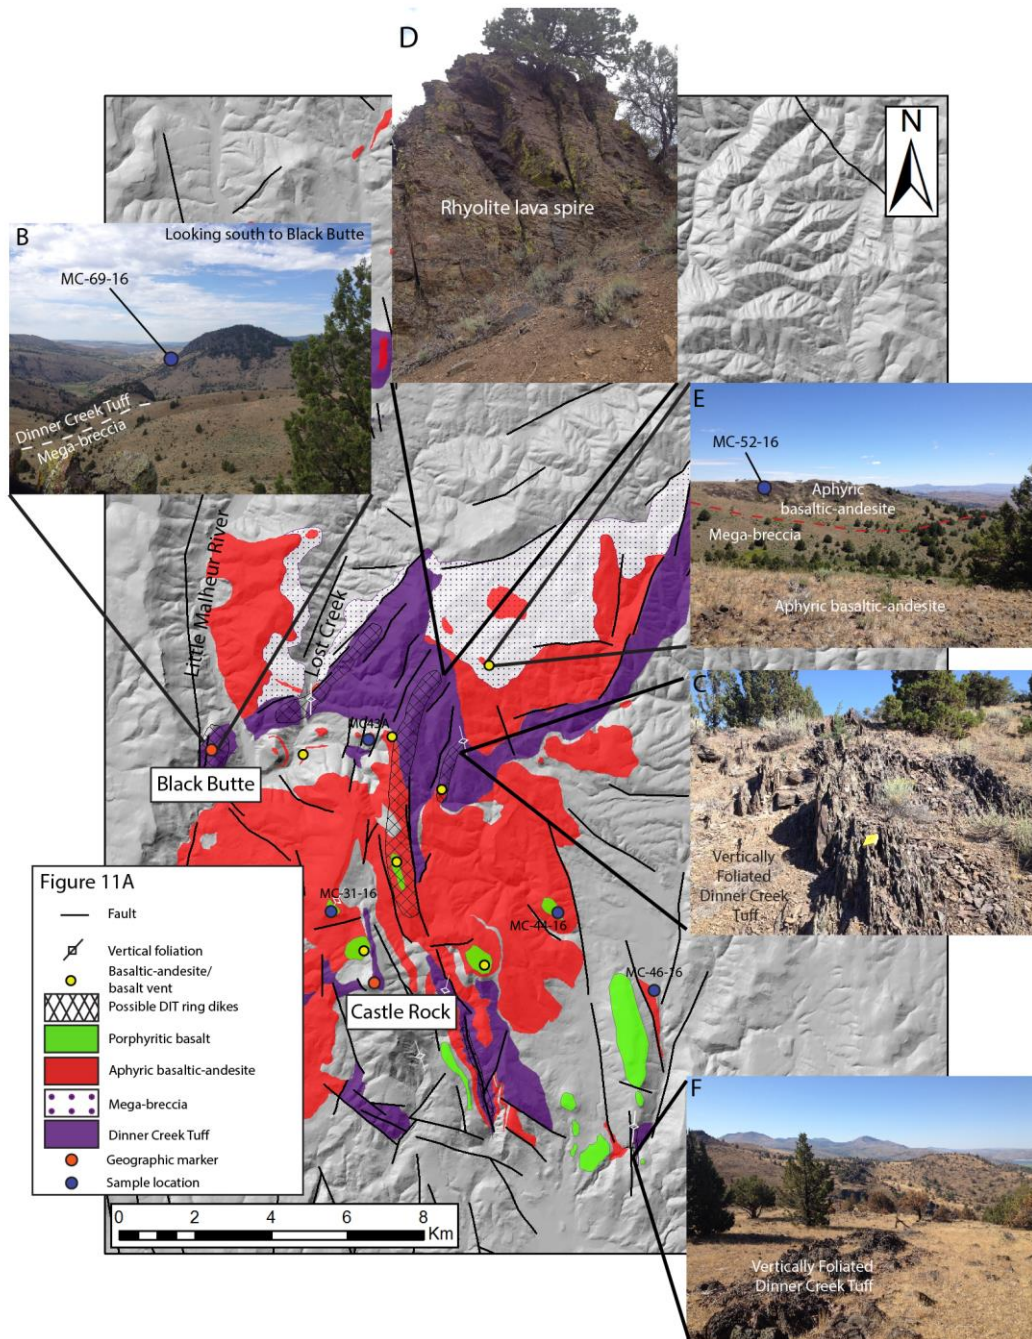 D
N
Rhyolite lava spire
B
Looking south to Black Butte
MC-69-16
Dinner Creek Tuff
Mega-breccia
E
MC-52-16
Aphyric
basaltic-andesite
Mega-breccia
Aphyric basaltic-andesite
Little Malheur River
Lost Creek
C
Vertically
Foliated
Dinner Creek
Tuff
MC43A
Black Butte
MC-31-16
MC-44-16
MC-46-16
Castle Rock
Figure 11A
Fault
Vertical foliation
Basaltic-andesite/
basalt vent
Possible DIT ring dikes
Porphyritic basalt
Aphyric basaltic-andesite
Mega-breccia
Dinner Creek Tuff
Geographic marker
Sample location
0 2 4 6 8
Km
F
Vertically Foliated
Dinner Creek Tuff